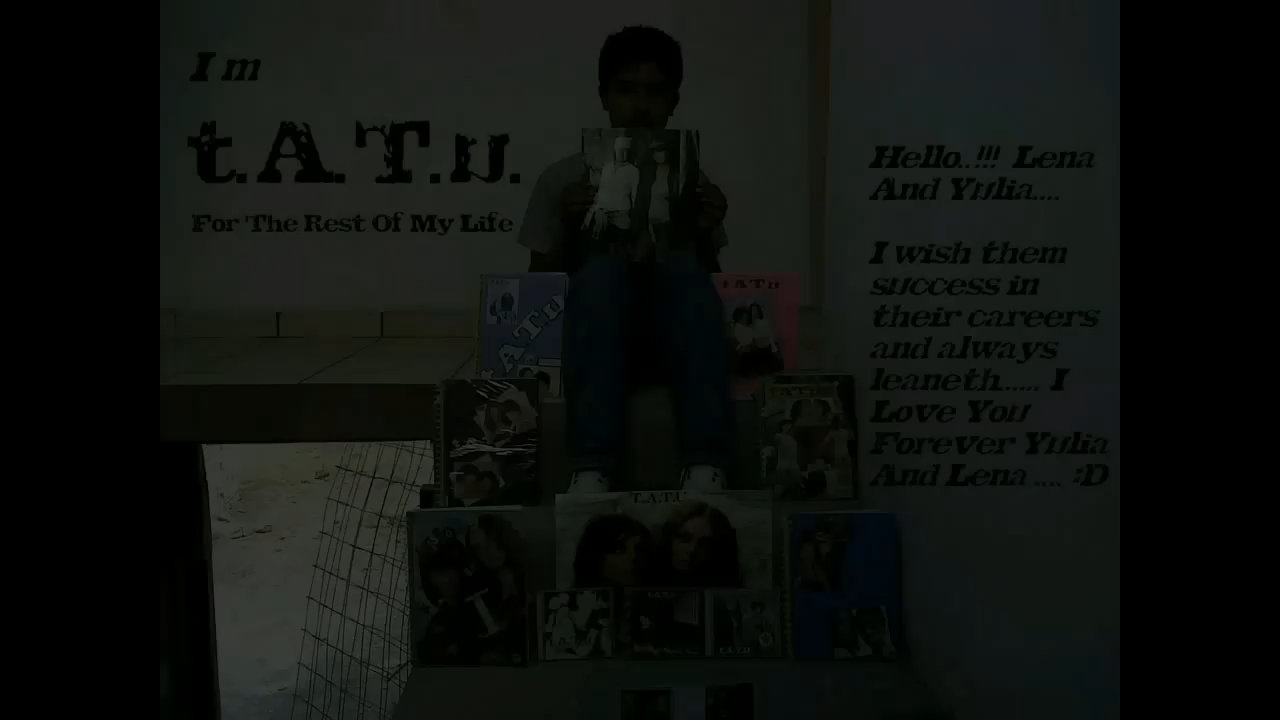 I m
t.A.T.U.
For The Rest Of My Life
Hello..!!! Lena
And Yulia....
I wish them
success in
their careers
and always
leaneth..... I
Love You
Forever Yulia
And Lena .... :D
t.A.T.U
t.A.T.U
T.A.T.U
t.A.T.U